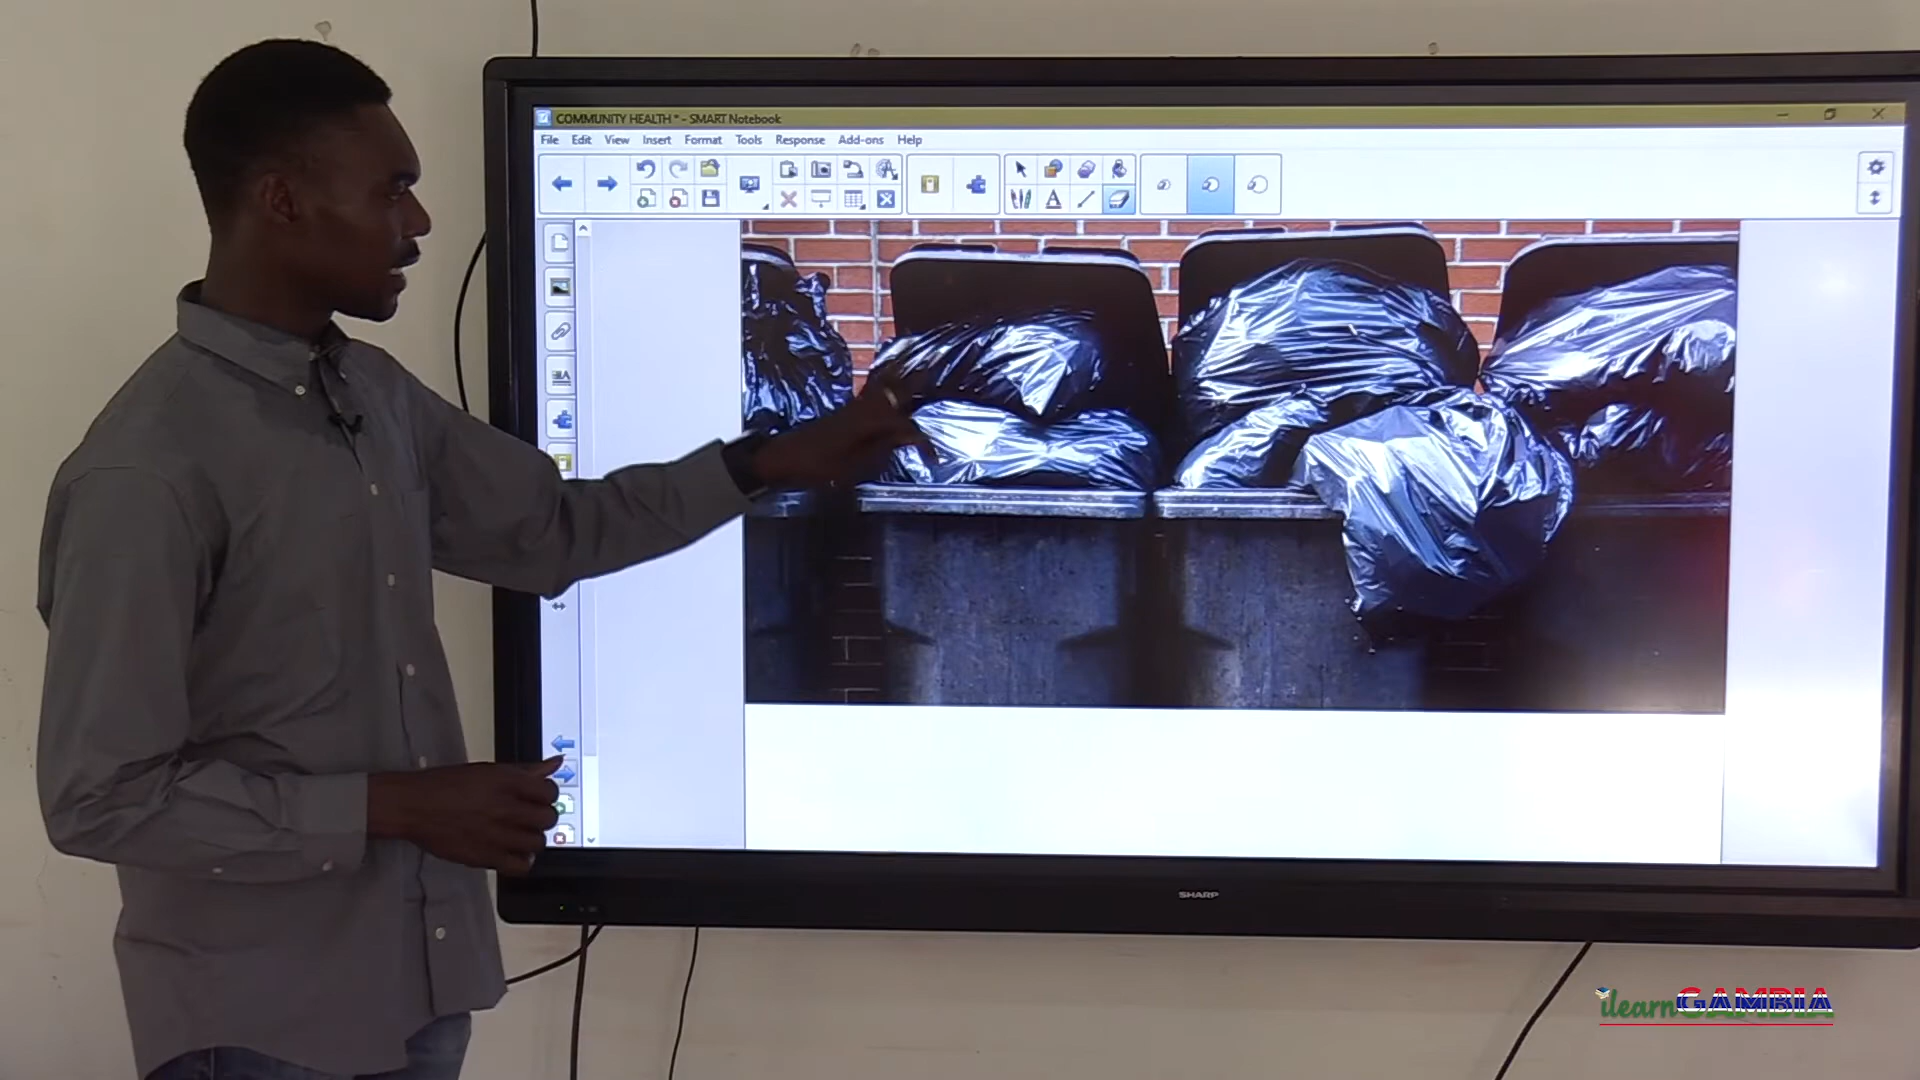 COMMUNITY HEALTH * - SMART Notebook
File Edit View Insert Format Tools Response Add-ons Help
SHARP
ilearnGAMBIA